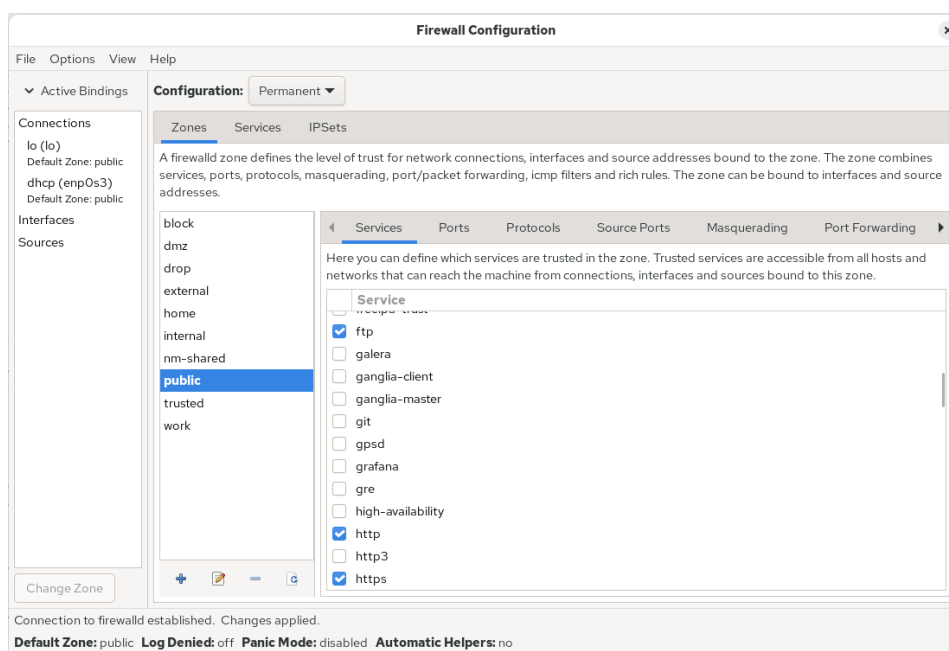 Firewall Configuration
File Options View Help
Active Bindings
Configuration: Permanent
Connections
lo (lo)
Default Zone: public
dhcp (enp0s3)
Default Zone: public
Interfaces
Sources
Change Zone
Zones Services IPSets
A firewalld zone defines the level of trust for network connections, interfaces and source addresses bound to the zone. The zone combines
services, ports, protocols, masquerading, port/packet forwarding, icmp filters and rich rules. The zone can be bound to interfaces and source
addresses.
block
dmz
drop
external
home
internal
nm-shared
public
trusted
work
Services Ports Protocols Source Ports Masquerading Port Forwarding
Here you can define which services are trusted in the zone. Trusted services are accessible from all hosts and
networks that can reach the machine from connections, interfaces and sources bound to this zone.
Service
ftp
galera
ganglia-client
ganglia-master
git
gpsd
grafana
gre
high-availability
http
http3
https
Connection to firewalld established. Changes applied.
Default Zone: public Log Denied: off Panic Mode: disabled Automatic Helpers: no